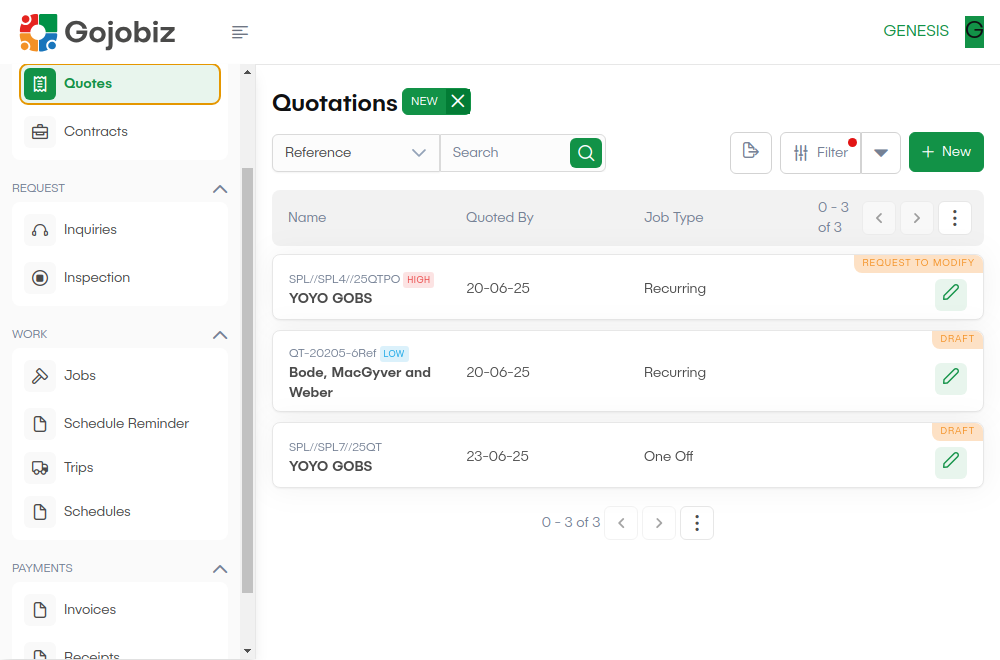 Gojobiz
GENESIS
G
Quotes
Contracts
REQUEST
Inquiries
Inspection
WORK
Jobs
Schedule Reminder
Trips
Schedules
PAYMENTS
Invoices
Receipts
Quotations NEW
Reference
Search
Filter
New
Name Quoted By Job Type
0 - 3
of 3
REQUEST TO MODIFY
SPL//SPL4//25QTPO HIGH
YOYO GOBS
20-06-25
Recurring
DRAFT
QT-20205-6Ref LOW
Bode, MacGyver and
Weber
20-06-25
Recurring
DRAFT
SPL//SPL7//25QT
YOYO GOBS
23-06-25
One Off
0 - 3 of 3